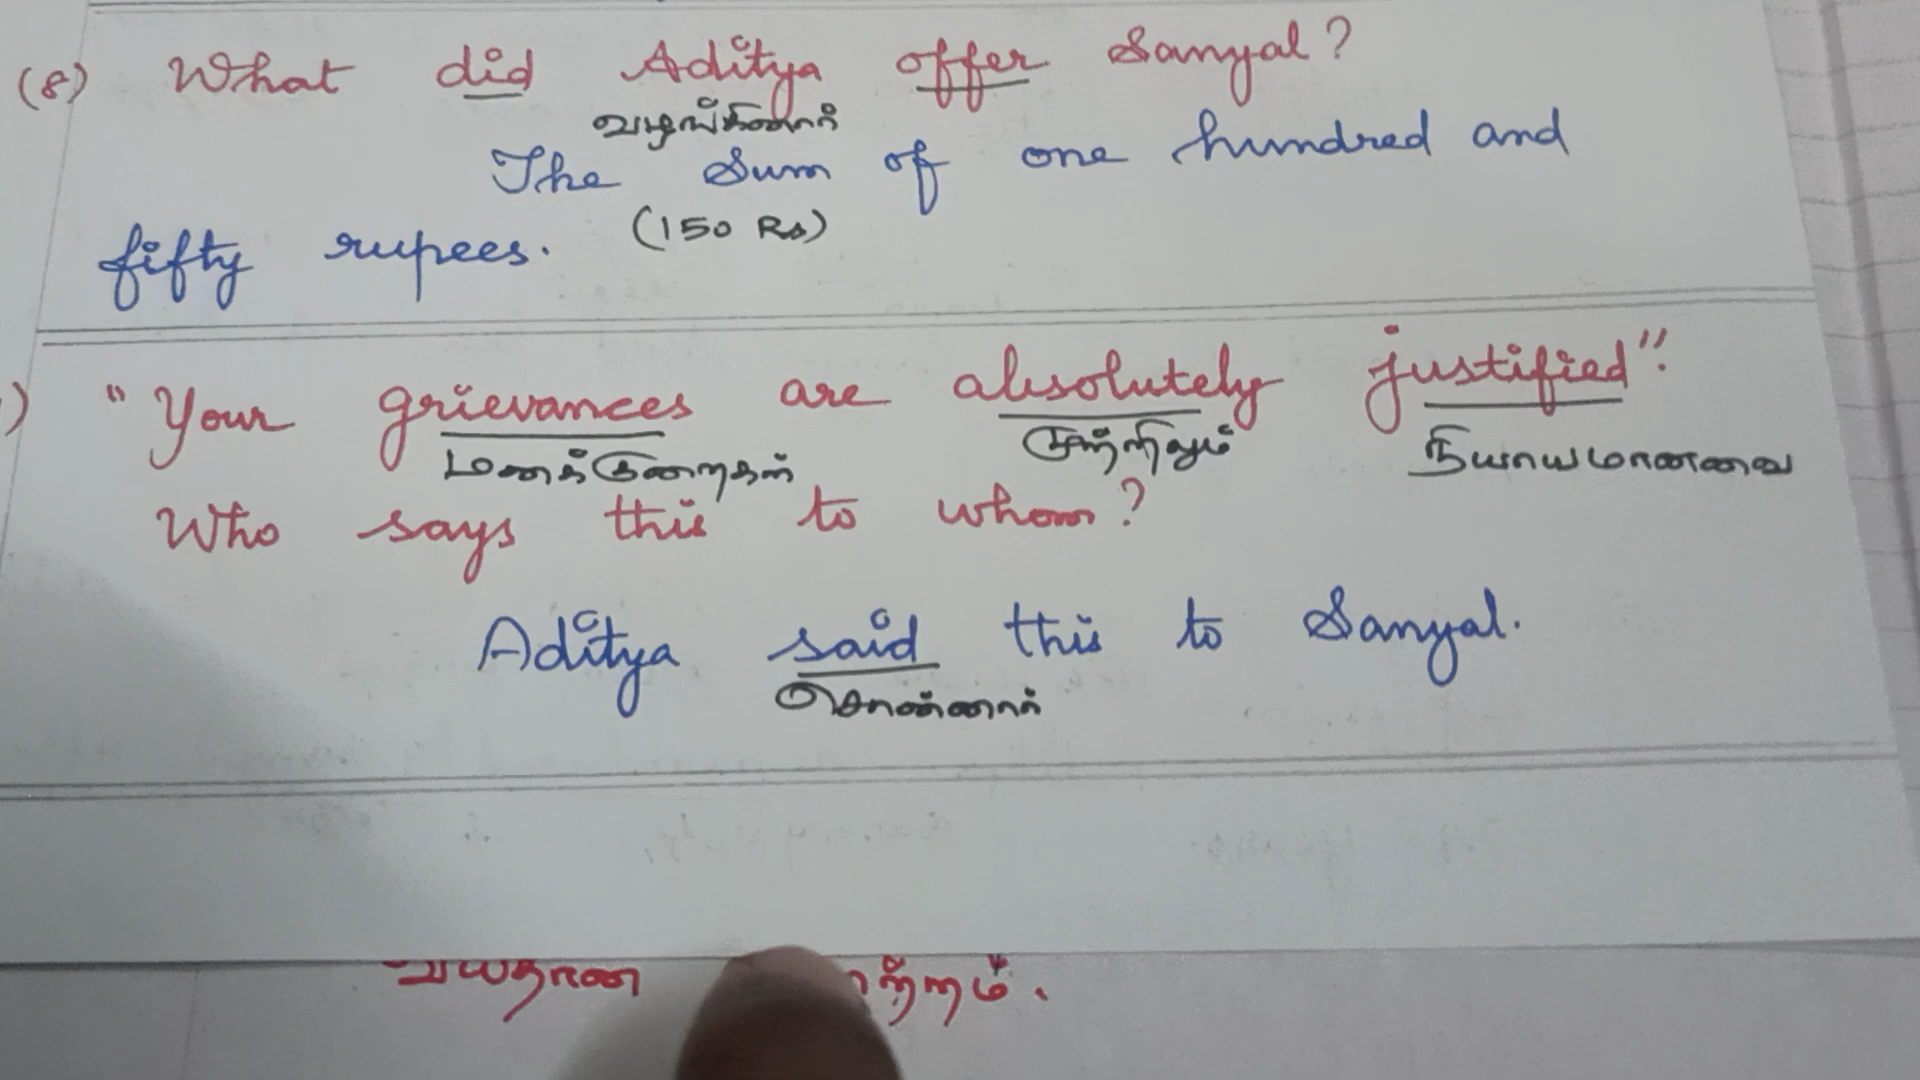 (8) What did Aditya offer Sanyal?
வழங்கினார்
The Sum of one hundred and
fifty rupees. (150 Rs)
) "Your grievances are absolutely justified".
மனக்குறைகள் முற்றிலும் நியாயமானவை
Who says this to whom?
Aditya said this to Sanyal.
சொன்னார்
வயதான